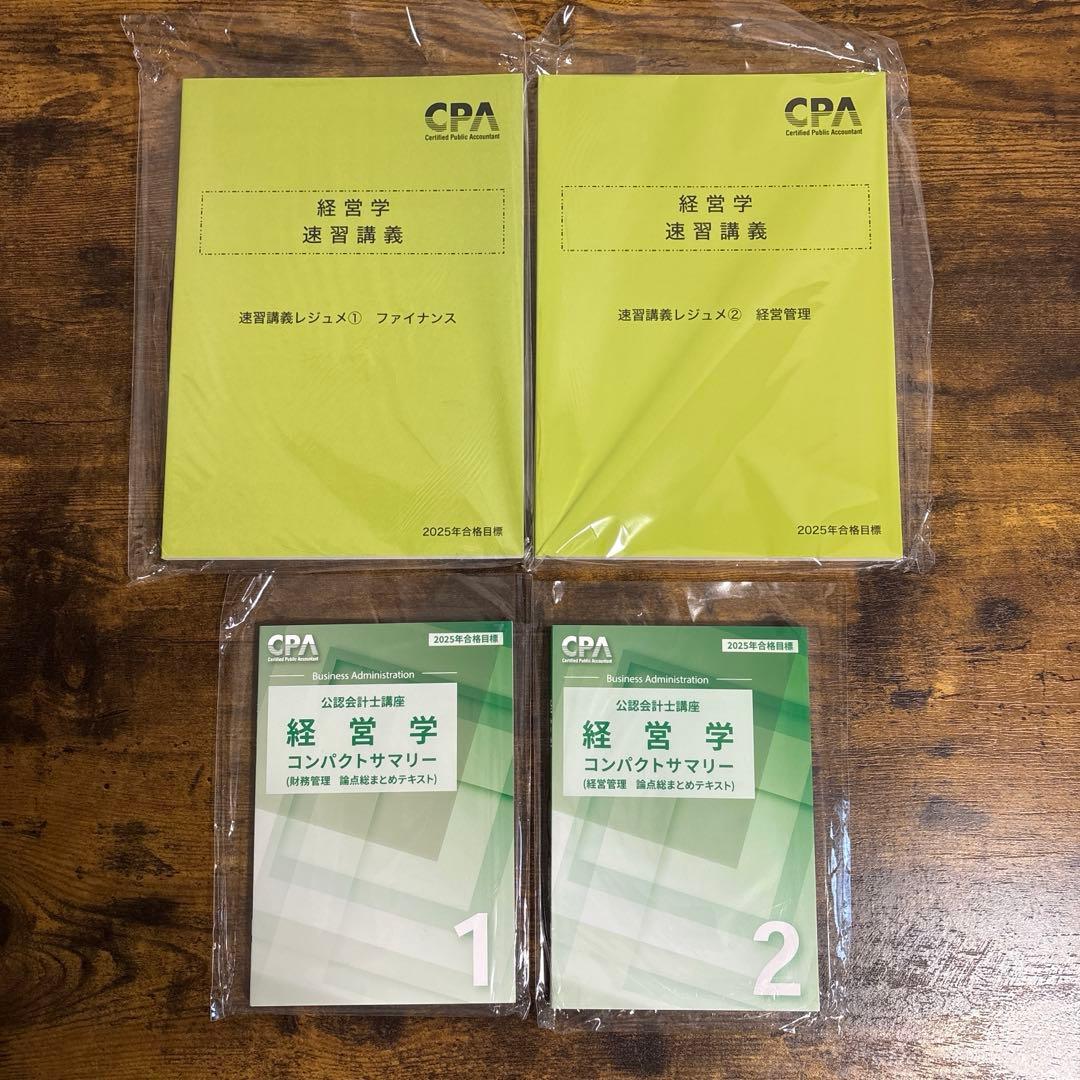 CPA
Certified Public Accountant
経営学
速習講義
速習講義レジュメ① ファイナンス
2025年合格目標
CPA
Certified Public Accountant
経営学
速習講義
速習講義レジュメ② 経営管理
2025年合格目標
CPA
Certified Public Accountant
2025年合格目標
Business Administration
公認会計士講座
経営学
コンパクトサマリー
(財務管理 論点総まとめテキスト)
1
CPA
Certified Public Accountant
2025年合格目標
Business Administration
公認会計士講座
経営学
コンパクトサマリー
(経営管理 論点総まとめテキスト)
2